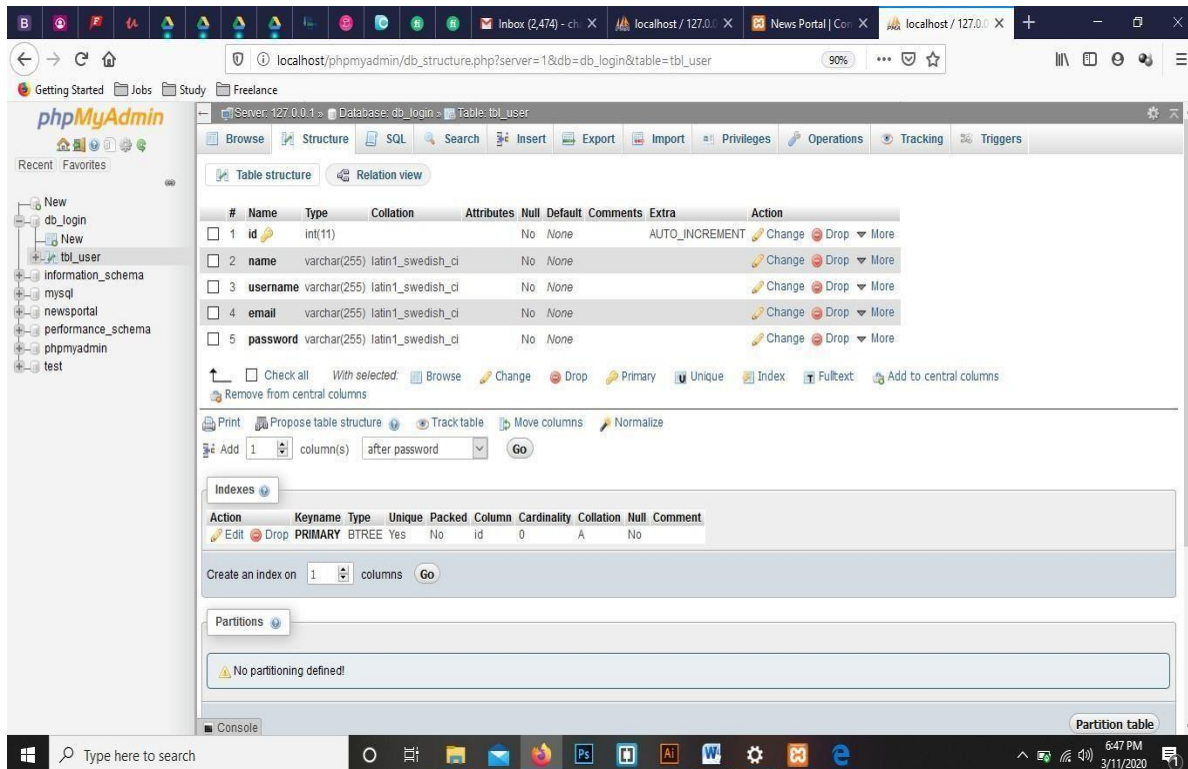 B
Inbox (2,474) - ch
localhost / 127.0.
News Portal | Con
localhost / 127.0.0
localhost/phpmyadmin/db_structure.php?server=1&db=db_login&table=tbl_user
90%
Getting Started Jobs Study Freelance
phpMyAdmin
Recent Favorites
New
db_login
New
tbl_user
information_schema
mysql
newsportal
performance_schema
phpmyadmin
test
Server: 127.0.0.1 » Database: db_login » Table: tbl_user
Browse Structure SQL Search Insert Export Import Privileges Operations Tracking Triggers
Table structure Relation view
# Name Type Collation Attributes Null Default Comments Extra Action
1 id int(11) No None AUTO_INCREMENT Change Drop More
2 name varchar(255) latin1_swedish_ci No None Change Drop More
3 username varchar(255) latin1_swedish_ci No None Change Drop More
4 email varchar(255) latin1_swedish_ci No None Change Drop More
5 password varchar(255) latin1_swedish_ci No None Change Drop More
Check all With selected: Browse Change Drop Primary Unique Index Fulltext Add to central columns
Remove from central columns
Print Propose table structure Track table Move columns Normalize
Add 1 column(s) after password Go
Indexes
Action Keyname Type Unique Packed Column Cardinality Collation Null Comment
Edit Drop PRIMARY BTREE Yes No id 0 A No
Create an index on 1 columns Go
Partitions
No partitioning defined!
Partition table
Console
Type here to search
Ps
Ai
W
6:47 PM
3/11/2020